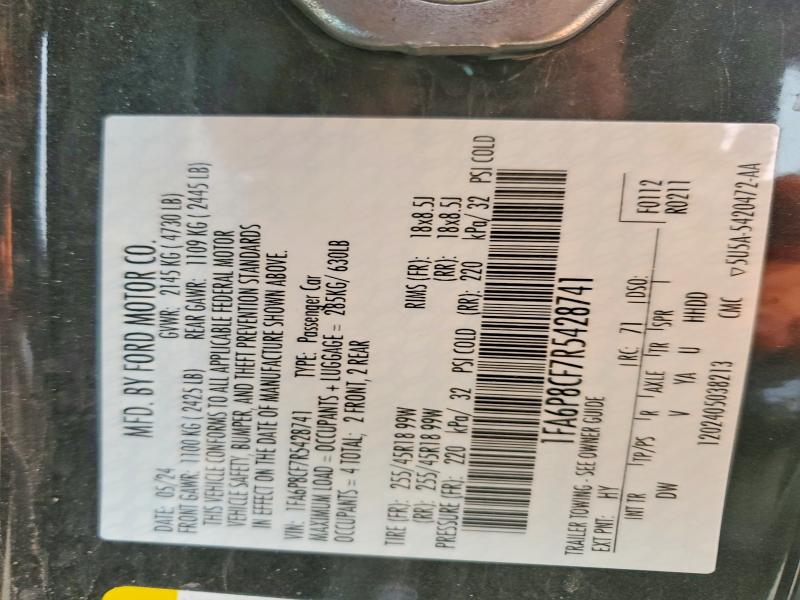 MFD. BY FORD MOTOR CO.
DATE: 05/24 GVWR: 2145 KG ( 4730 LB)
FRONT GAWR: 1100 KG ( 2425 LB) REAR GAWR: 1109 KG ( 2445 LB)
THIS VEHICLE CONFORMS TO ALL APPLICABLE FEDERAL MOTOR
VEHICLE SAFETY, BUMPER, AND THEFT PREVENTION STANDARDS
IN EFFECT ON THE DATE OF MANUFACTURE SHOWN ABOVE.
VIN: 1FA6P8CF7R5428741 TYPE: Passenger Car
MAXIMUM LOAD = OCCUPANTS + LUGGAGE = 285KG/ 630LB
OCCUPANTS = 4 TOTAL; 2 FRONT, 2 REAR
TIRE (FR): 255/45R18 99W RIMS (FR): 18x8.5J
(RR): 255/45R18 99W (RR): 18x8.5J
PRESSURE (FR): 220 kPa/ 32 PSI COLD (RR): 220 kPa/ 32 PSI COLD
1FA6P8CF7R5428741
TRAILER TOWING - SEE OWNER GUIDE
EXT PNT: HY RC: 71 DSO: F0112
R0211
INT TR TP/PS R AXLE TR SPR
DW V YA U HHDD
1202405038213 CMC ▽5U5A-5420472-AA